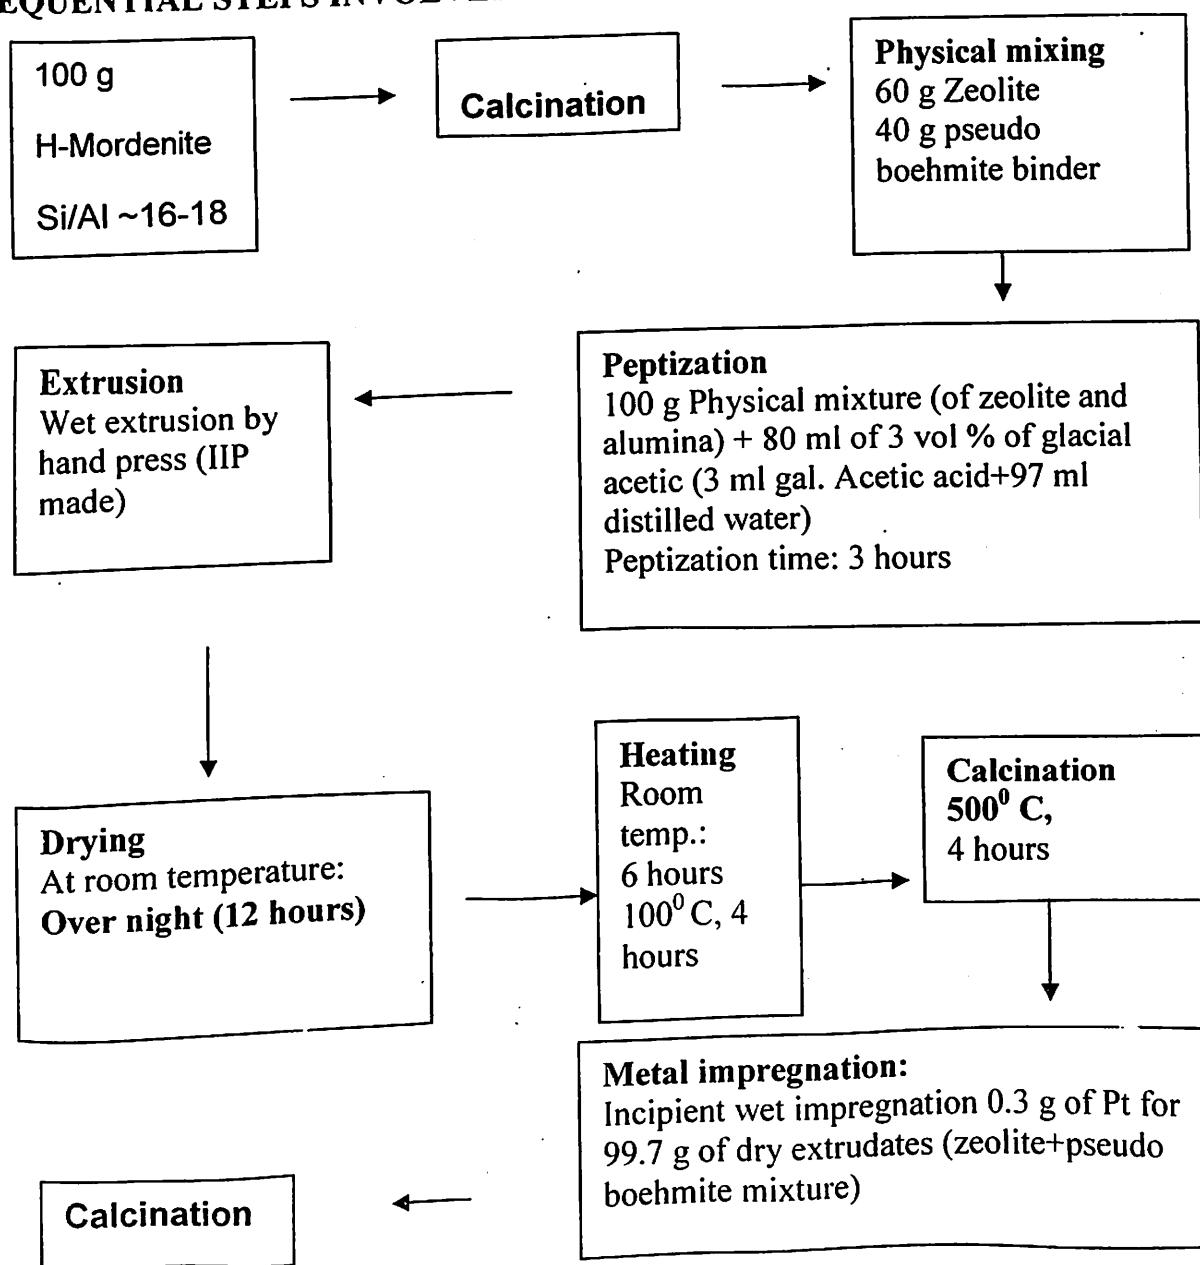 100 g
H-Mordenite
Si/Al ~16-18
Calcination
Physical mixing
60 g Zeolite
40 g pseudo
boehmite binder
Peptization
100 g Physical mixture (of zeolite and
alumina) + 80 ml of 3 vol % of glacial
acetic (3 ml gal. Acetic acid+97 ml
distilled water)
Peptization time: 3 hours
Extrusion
Wet extrusion by
hand press (IIP
made)
Drying
At room temperature:
Over night (12 hours)
Heating
Room
temp.:
6 hours
100⁰ C, 4
hours
Calcination
500⁰ C,
4 hours
Metal impregnation:
Incipient wet impregnation 0.3 g of Pt for
99.7 g of dry extrudates (zeolite+pseudo
boehmite mixture)
Calcination